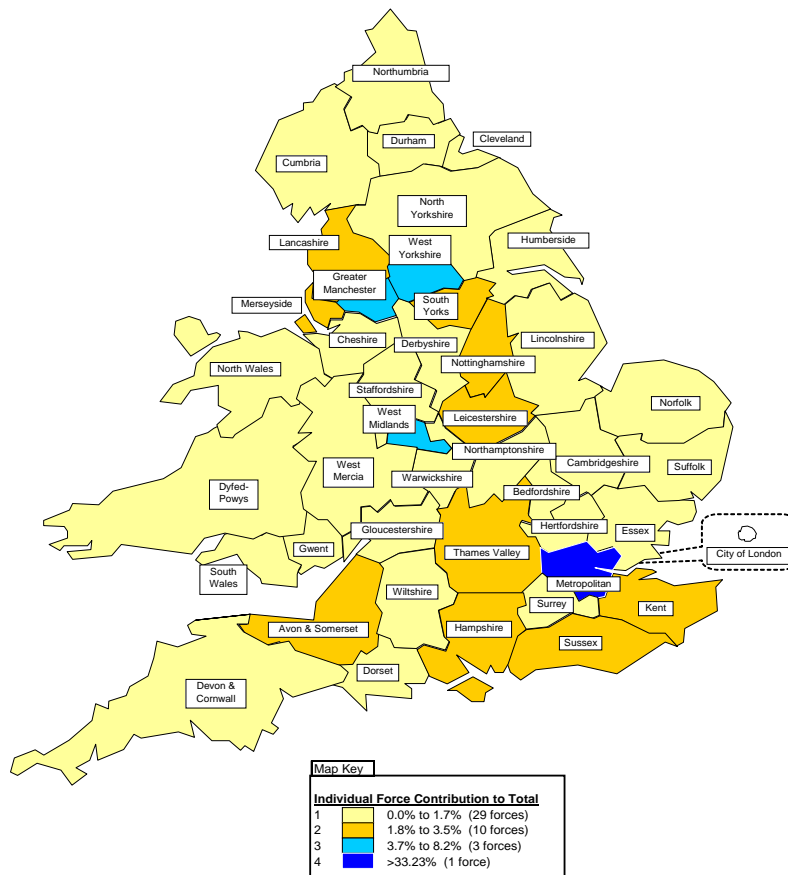 Northumbria
Cleveland
Durham
Cumbria
North
Yorkshire
West
Yorkshire
Humberside
Lancashire
Greater
Manchester
Merseyside
South
Yorks
Lincolnshire
Cheshire
Derbyshire
North Wales
Nottinghamshire
Staffordshire
Norfolk
West
Midlands
Leicestershire
Northamptonshire
Cambridgeshire
Suffolk
West
Mercia
Warwickshire
Dyfed-
Powys
Bedfordshire
Gloucestershire
Hertfordshire
Essex
Gwent
Thames Valley
City of London
South
Wales
Wiltshire
Metropolitan
Surrey
Kent
Avon & Somerset
Hampshire
Sussex
Dorset
Devon &
Cornwall
Map Key
Individual Force Contribution to Total
1 0.0% to 1.7% (29 forces)
2 1.8% to 3.5% (10 forces)
3 3.7% to 8.2% (3 forces)
4 >33.23% (1 force)